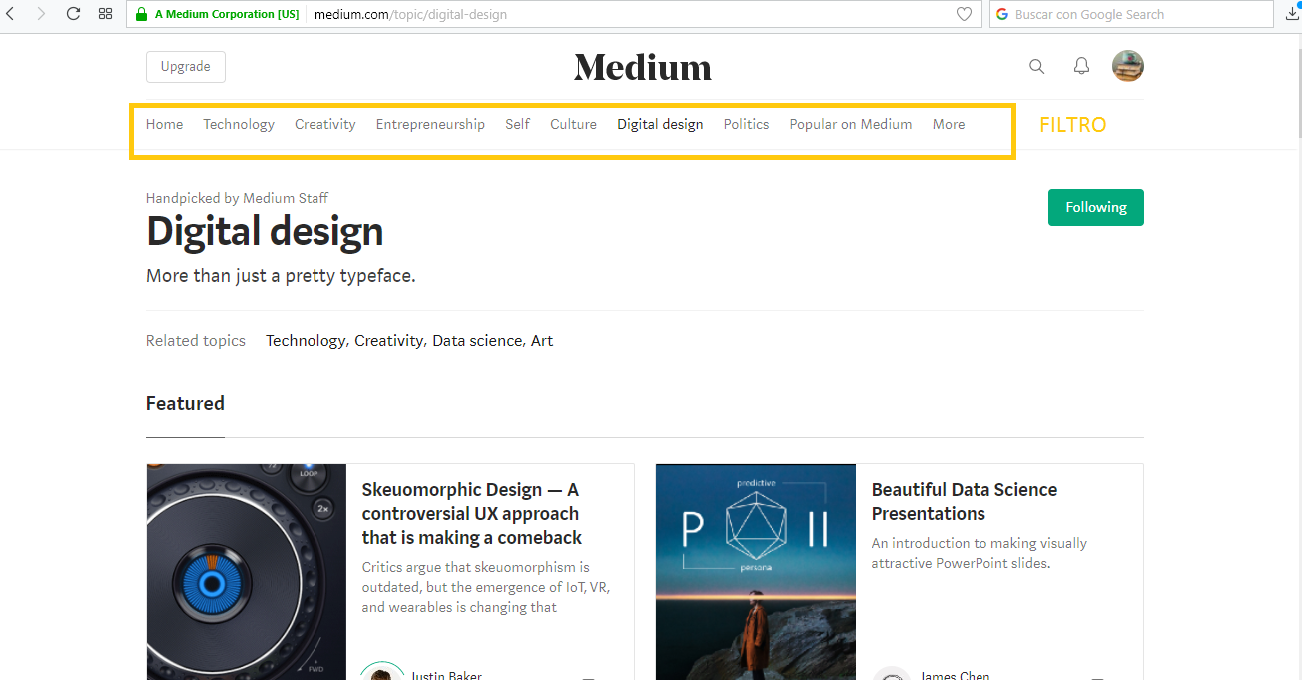 A Medium Corporation [US] medium.com/topic/digital-design Buscar con Google Search
Upgrade Medium
Home Technology Creativity Entrepreneurship Self Culture Digital design Politics Popular on Medium More FILTRO
Handpicked by Medium Staff
Digital design
Following
More than just a pretty typeface.
Related topics Technology, Creativity, Data science, Art
Featured
LOOP
2x
FWD
Skeuomorphic Design — A
controversial UX approach
that is making a comeback
Critics argue that skeuomorphism is
outdated, but the emergence of IoT, VR,
and wearables is changing that
Justin Baker
predictive
P II
persona
Beautiful Data Science
Presentations
An introduction to making visually
attractive PowerPoint slides.
James Chen